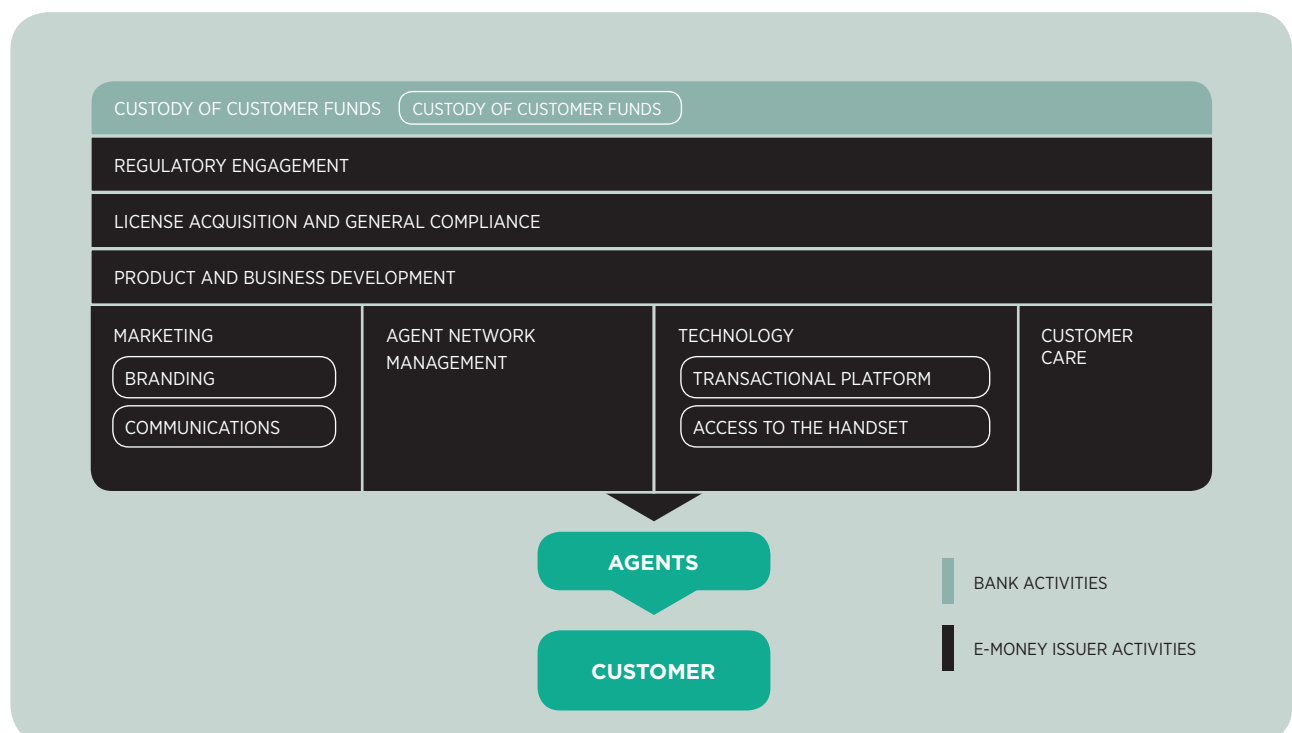 CUSTODY OF CUSTOMER FUNDS
CUSTODY OF CUSTOMER FUNDS
REGULATORY ENGAGEMENT
LICENSE ACQUISITION AND GENERAL COMPLIANCE
PRODUCT AND BUSINESS DEVELOPMENT
MARKETING
BRANDING
COMMUNICATIONS
AGENT NETWORK
MANAGEMENT
TECHNOLOGY
TRANSACTIONAL PLATFORM
ACCESS TO THE HANDSET
CUSTOMER
CARE
AGENTS
CUSTOMER
BANK ACTIVITIES
E-MONEY ISSUER ACTIVITIES